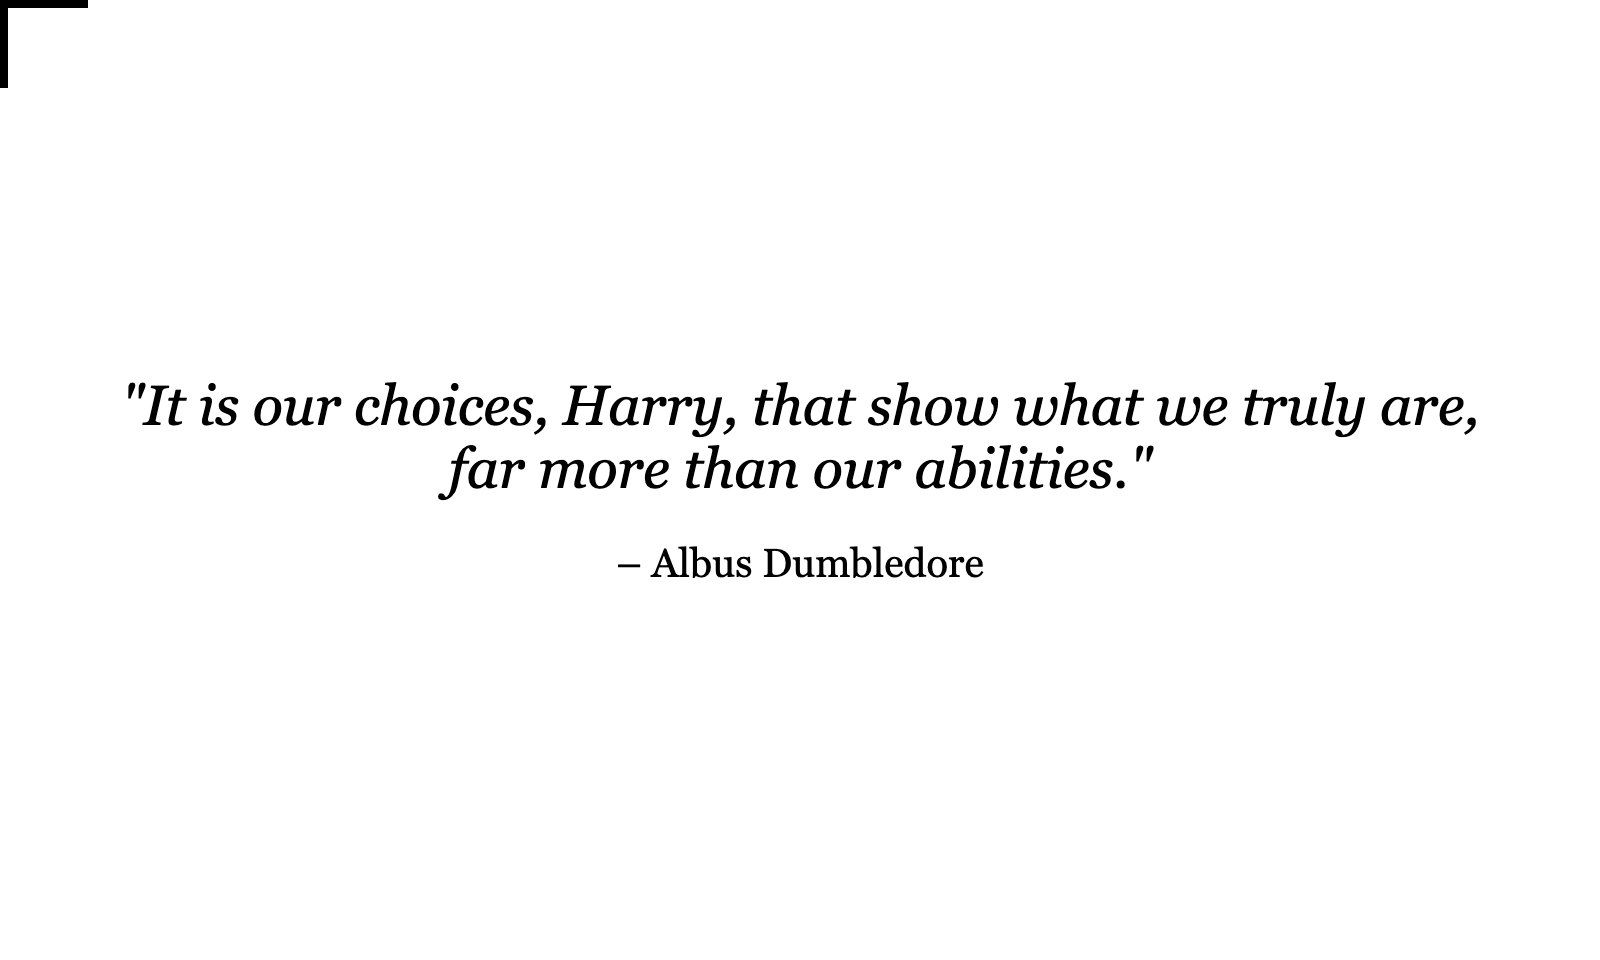 "It is our choices, Harry, that show what we truly are,
far more than our abilities."
– Albus Dumbledore